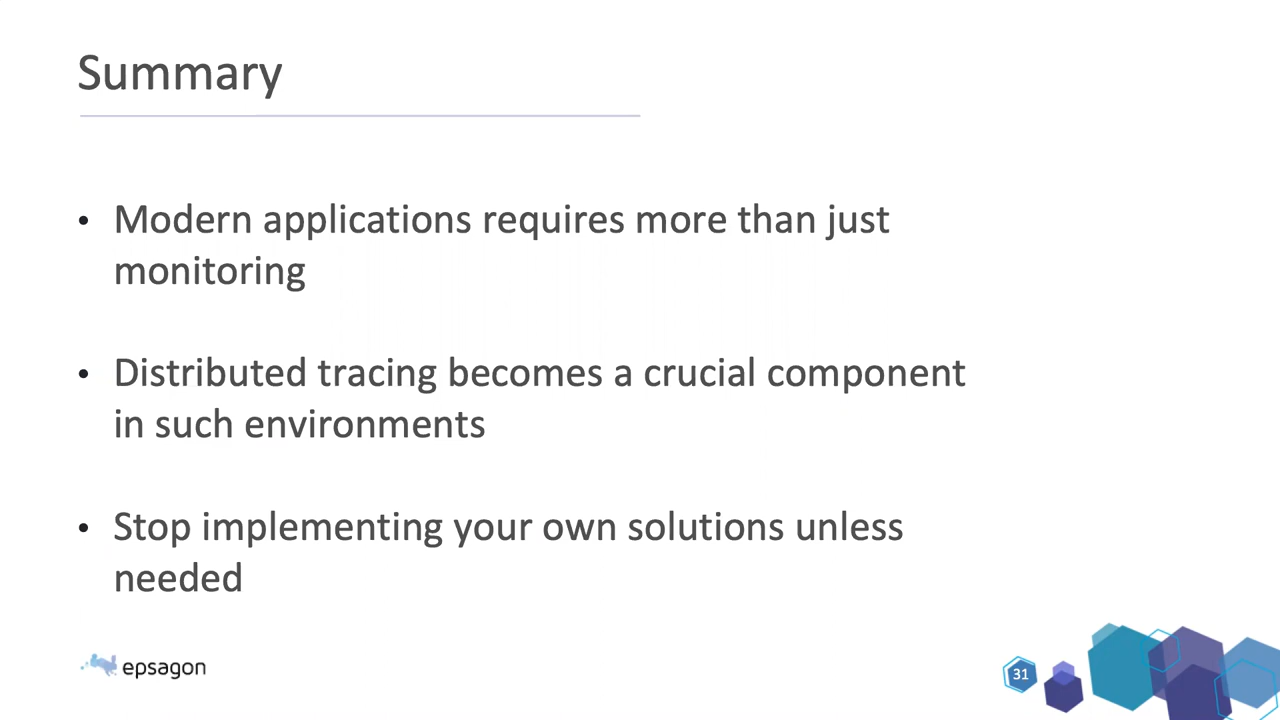 Summary
• Modern applications requires more than just
monitoring
• Distributed tracing becomes a crucial component
in such environments
• Stop implementing your own solutions unless
needed
epsagon
31